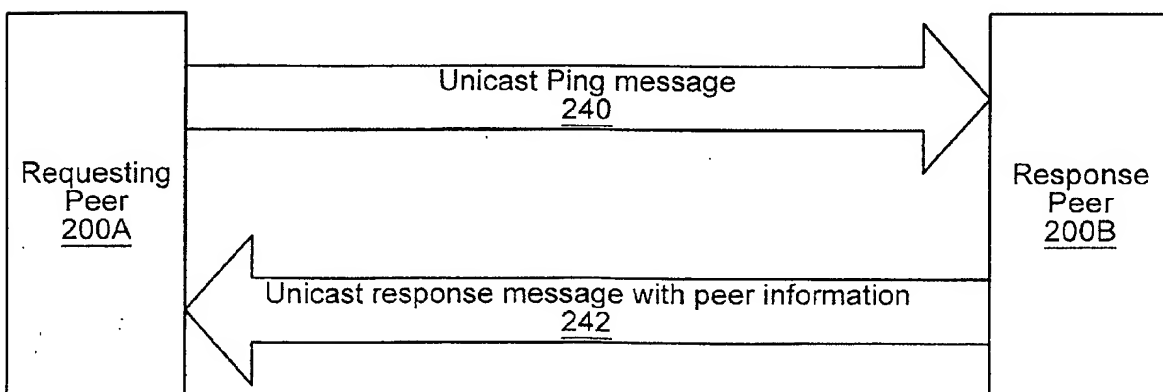 Unicast Ping message
240
Requesting
Peer
200A
Response
Peer
200B
Unicast response message with peer information
242